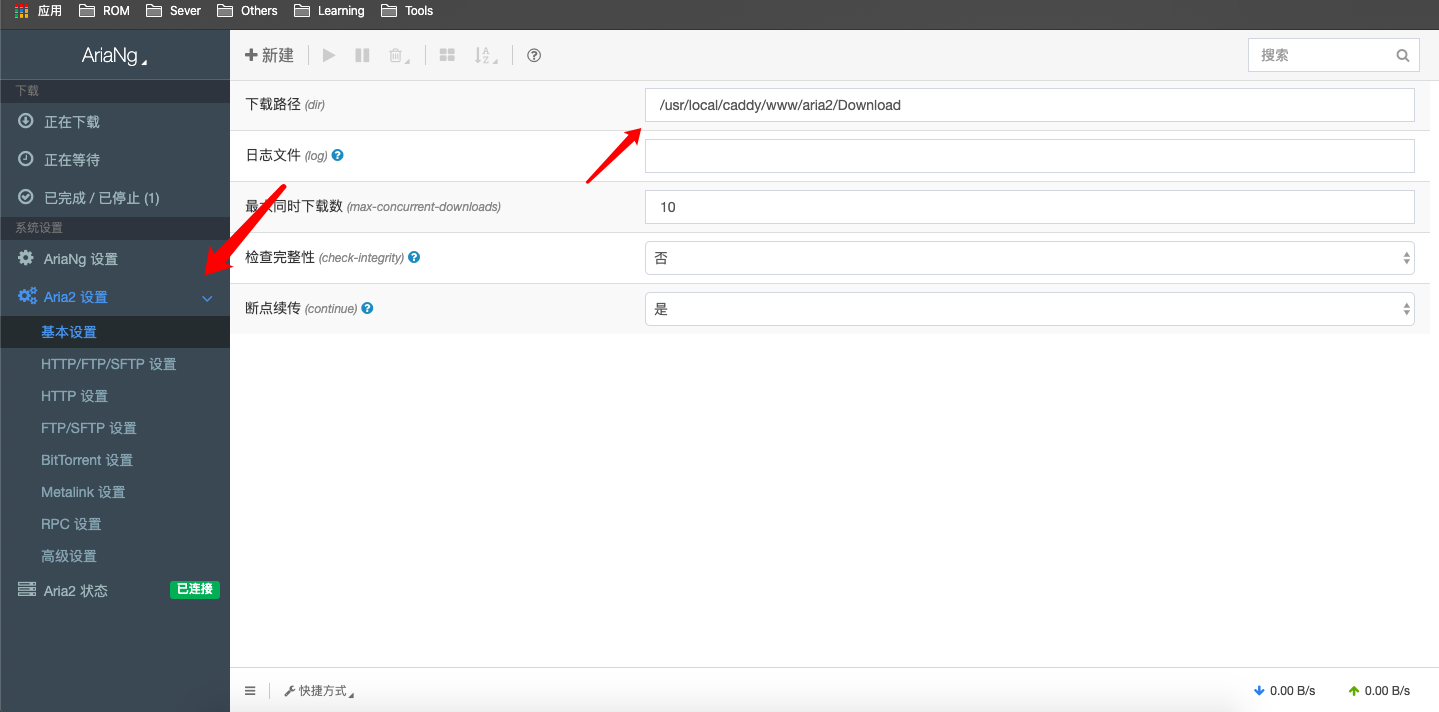 应用 ROM Sever Others Learning Tools
AriaNg
新建
搜索
下载
正在下载
正在等待
已完成 / 已停止 (1)
系统设置
AriaNg 设置
Aria2 设置
基本设置
HTTP/FTP/SFTP 设置
HTTP 设置
FTP/SFTP 设置
BitTorrent 设置
Metalink 设置
RPC 设置
高级设置
Aria2 状态 已连接
下载路径 (dir) /usr/local/caddy/www/aria2/Download
日志文件 (log)
最大同时下载数 (max-concurrent-downloads) 10
检查完整性 (check-integrity) 否
断点续传 (continue) 是
快捷方式 0.00 B/s 0.00 B/s